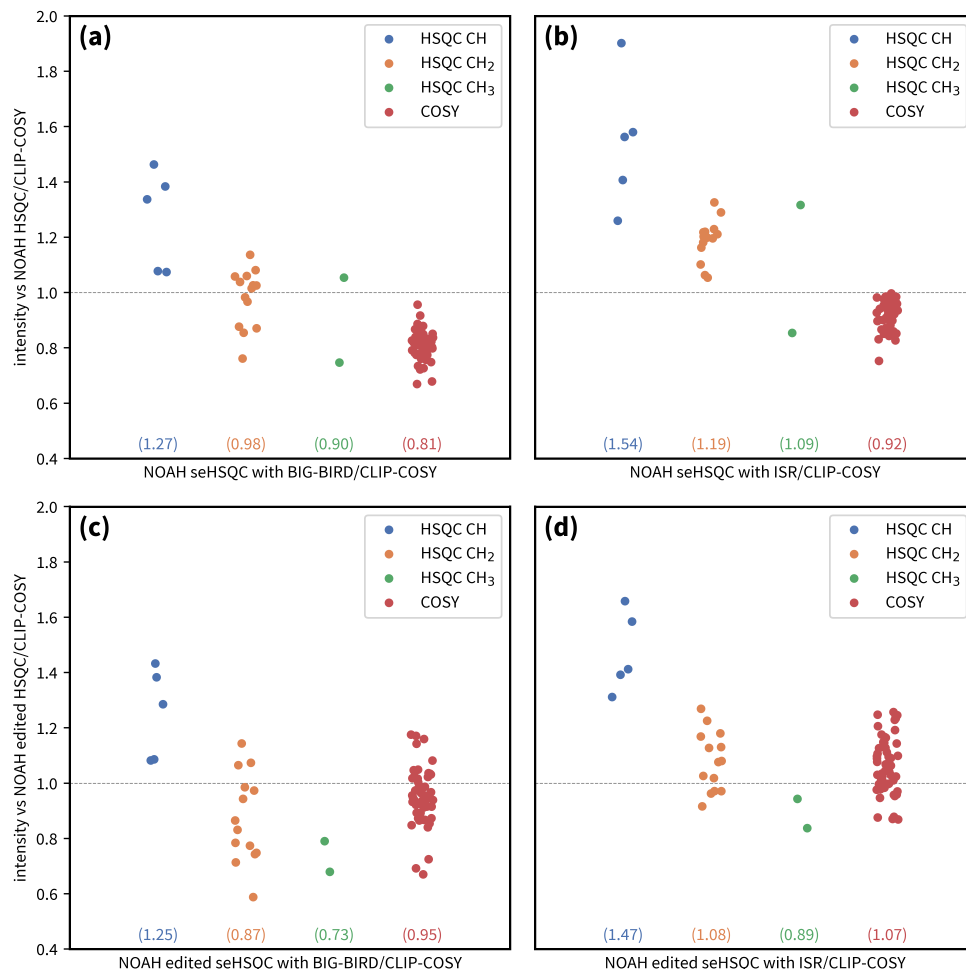 (a)
HSQC CH
HSQC CH₂
HSQC CH₃
COSY
2.0
1.8
1.6
1.4
1.2
1.0
0.8
0.6
0.4
intensity vs NOAH HSQC/CLIP-COSY
(1.27) (0.98) (0.90) (0.81)
NOAH seHSQC with BIG-BIRD/CLIP-COSY
(b)
HSQC CH
HSQC CH₂
HSQC CH₃
COSY
(1.54) (1.19) (1.09) (0.92)
NOAH seHSQC with ISR/CLIP-COSY
(c)
HSQC CH
HSQC CH₂
HSQC CH₃
COSY
2.0
1.8
1.6
1.4
1.2
1.0
0.8
0.6
0.4
intensity vs NOAH edited HSQC/CLIP-COSY
(1.25) (0.87) (0.73) (0.95)
NOAH edited seHSQC with BIG-BIRD/CLIP-COSY
(d)
HSQC CH
HSQC CH₂
HSQC CH₃
COSY
(1.47) (1.08) (0.89) (1.07)
NOAH edited seHSQC with ISR/CLIP-COSY